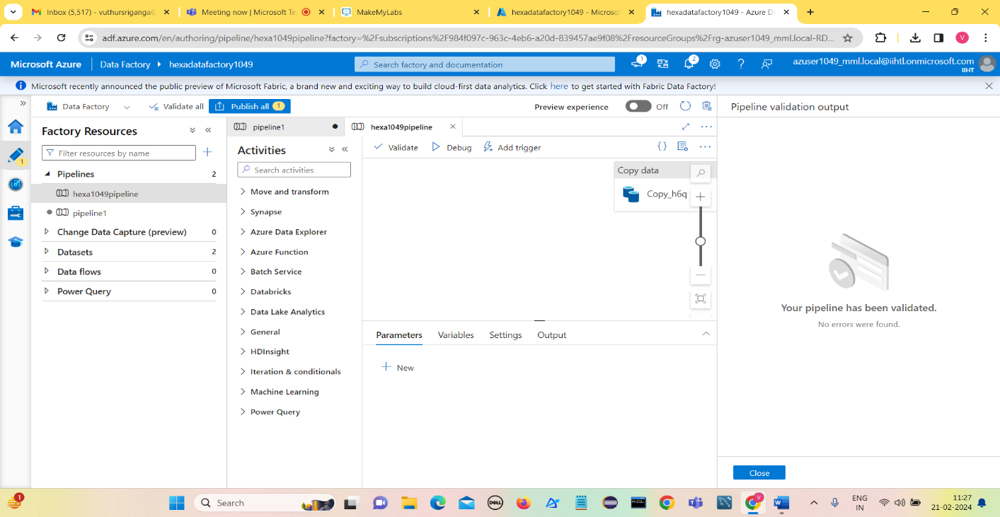 Inbox (5,517) - vuthursriganga@
Meeting now | Microsoft Te
MakeMyLabs
hexadatafactory1049 - Microsof
hexadatafactory1049 - Azure Da
adf.azure.com/en/authoring/pipeline/hexa1049pipeline?factory=%2Fsubscriptions%2F984f097c-963c-4eb6-a20d-839457ae9f08%2FresourceGroups%2Frg-azuser1049_mml.local-RD...
V
Microsoft Azure
Data Factory
hexadatafactory1049
Search factory and documentation
1
2
azuser1049_mml.local@iihtl.onmicrosoft.com
IIHT
Microsoft recently announced the public preview of Microsoft Fabric, a brand new and exciting way to build cloud-first data analytics. Click here to get started with Fabric Data Factory!
Data Factory
Validate all
Publish all 1
Preview experience
Off
Pipeline validation output
Factory Resources
pipeline1
hexa1049pipeline
Filter resources by name
Activities
Validate
Debug
Add trigger
1
Search activities
Pipelines 2
hexa1049pipeline
pipeline1
Change Data Capture (preview) 0
Datasets 2
Data flows 0
Power Query 0
Move and transform
Synapse
Azure Data Explorer
Azure Function
Batch Service
Databricks
Data Lake Analytics
General
HDInsight
Iteration & conditionals
Machine Learning
Power Query
Copy data
Copy_h6q
Parameters
Variables
Settings
Output
New
Your pipeline has been validated.
No errors were found.
Close
1
Search
DELL
MySQL
V
W
ENG
IN
11:27
21-02-2024